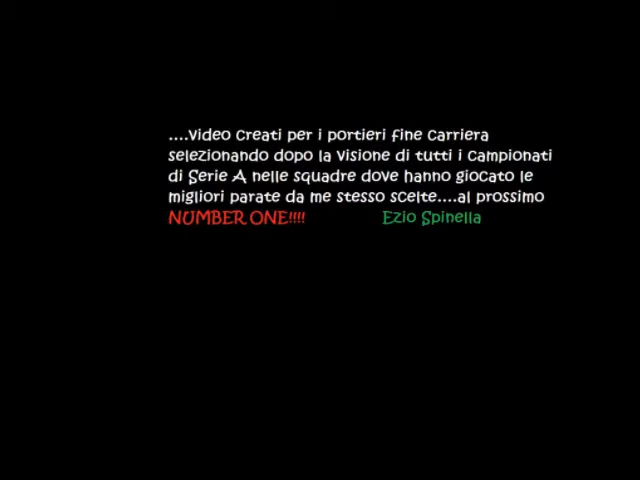 ....Video creati per i portieri fine carriera
selezionando dopo la visione di tutti i campionati
di Serie A nelle squadre dove hanno giocato le
migliori parate da me stesso scelte....al prossimo
NUMBER ONE!!!! Ezio Spinella